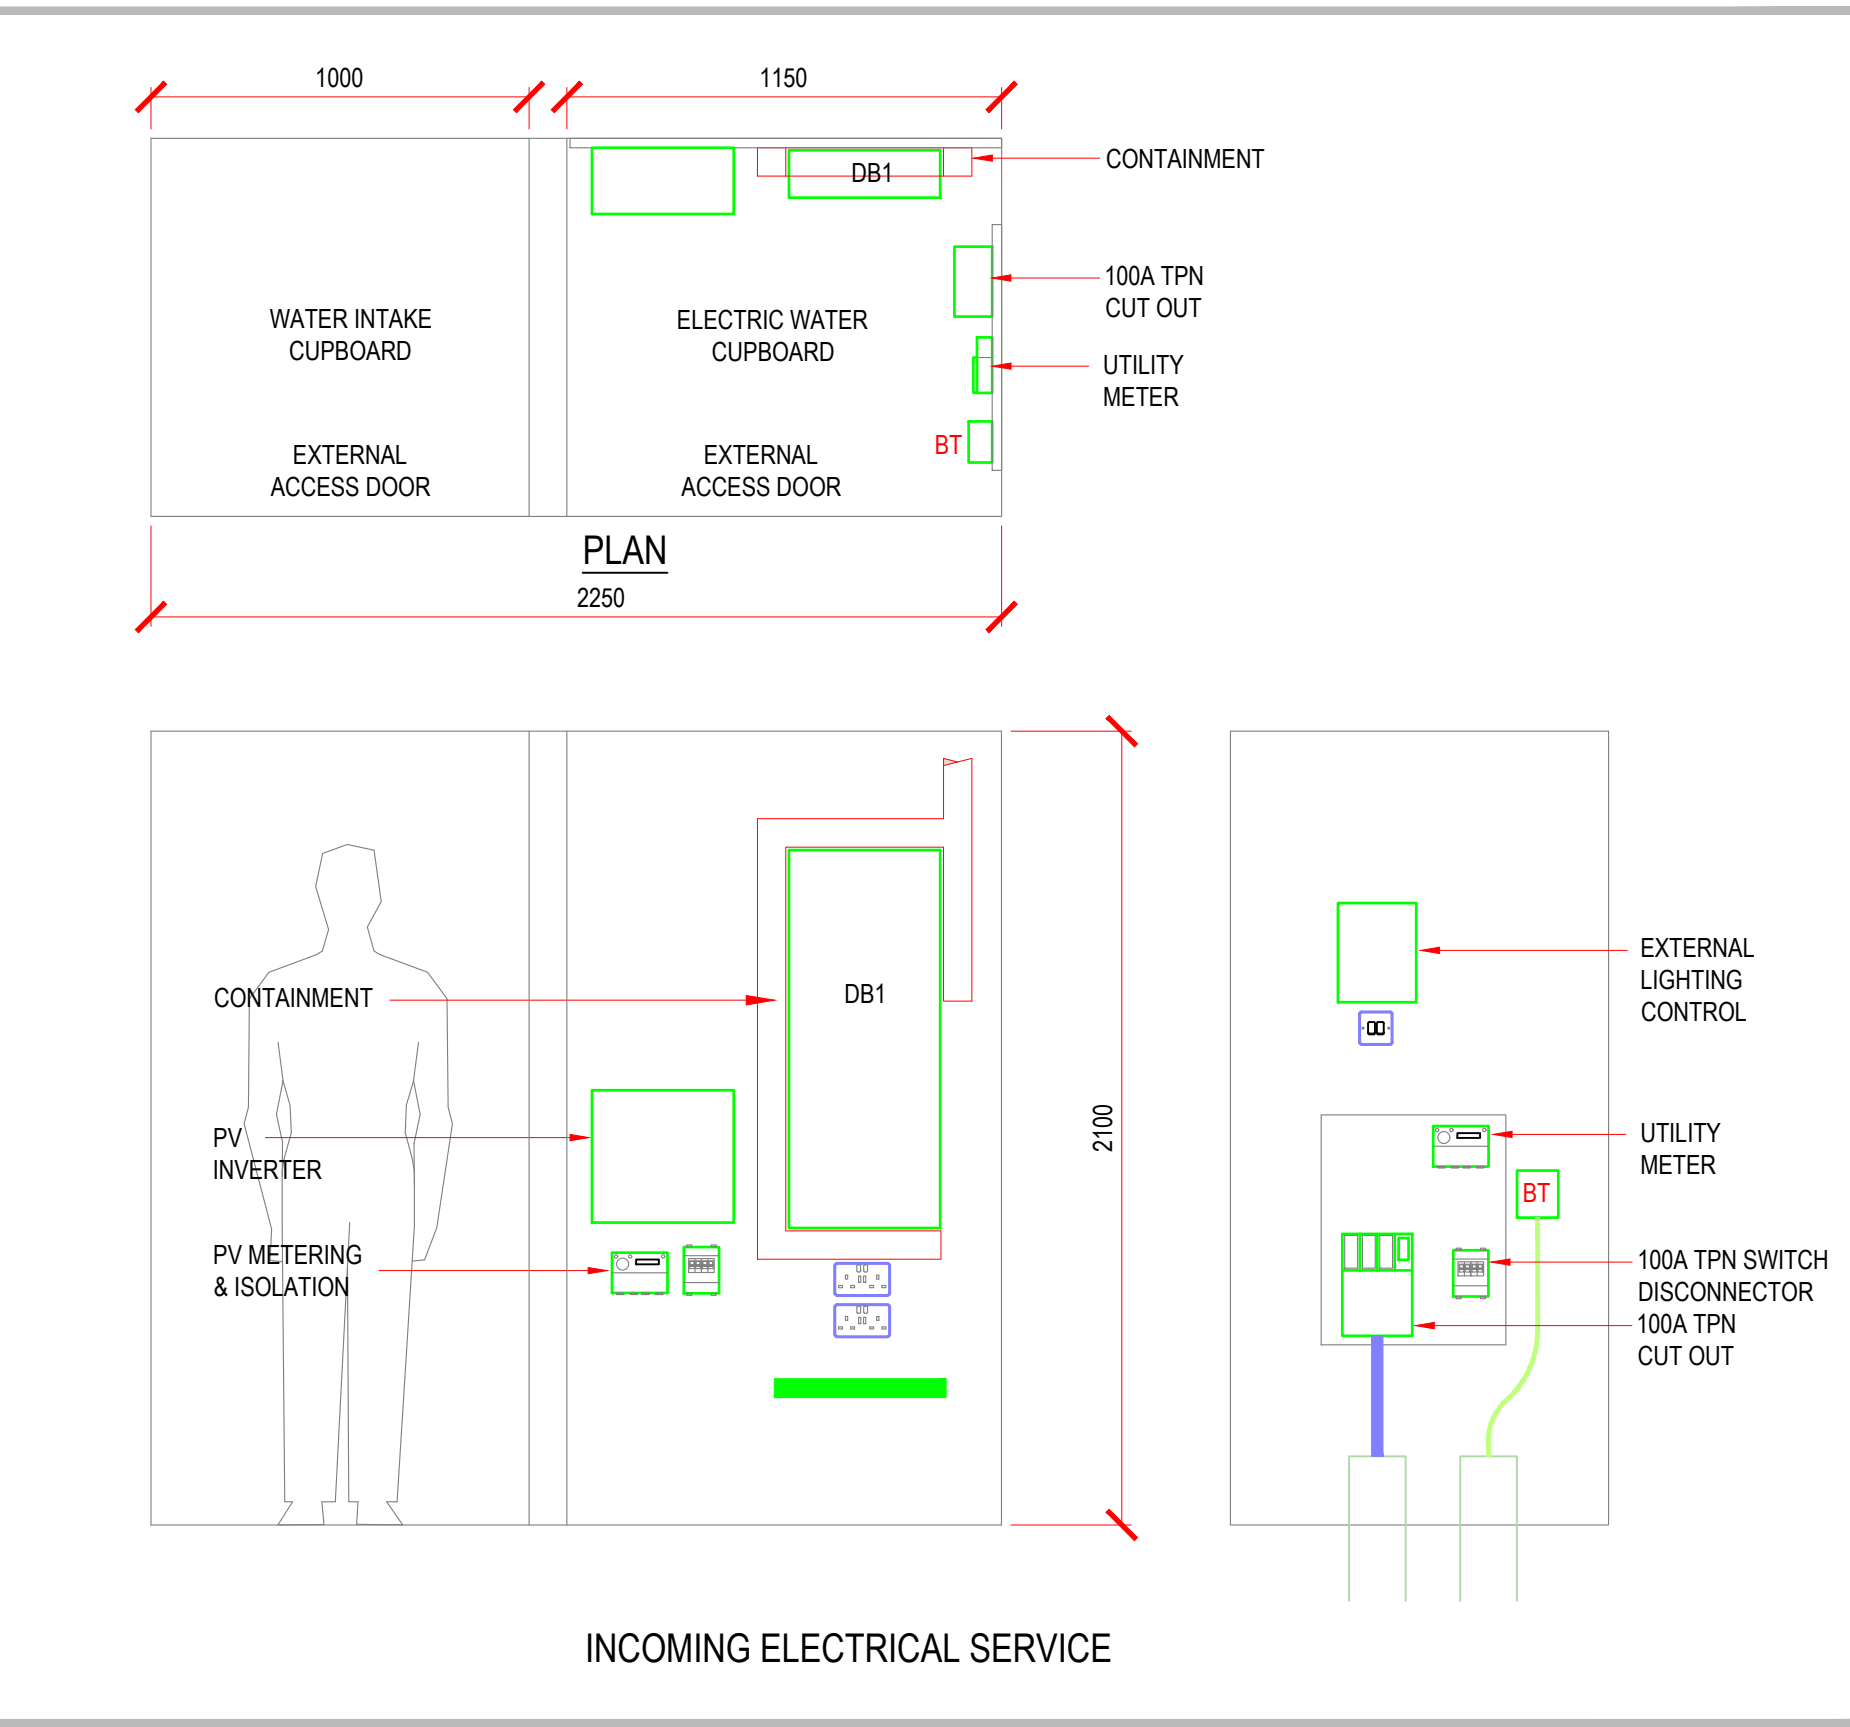 1000
1150
DB1
CONTAINMENT
100A TPN
CUT OUT
WATER INTAKE
CUPBOARD
ELECTRIC WATER
CUPBOARD
UTILITY
METER
BT
EXTERNAL
ACCESS DOOR
EXTERNAL
ACCESS DOOR
PLAN
2250
CONTAINMENT
DB1
PV
INVERTER
PV METERING
& ISOLATION
2100
EXTERNAL
LIGHTING
CONTROL
UTILITY
METER
BT
100A TPN SWITCH
DISCONNECTOR
100A TPN
CUT OUT
INCOMING ELECTRICAL SERVICE